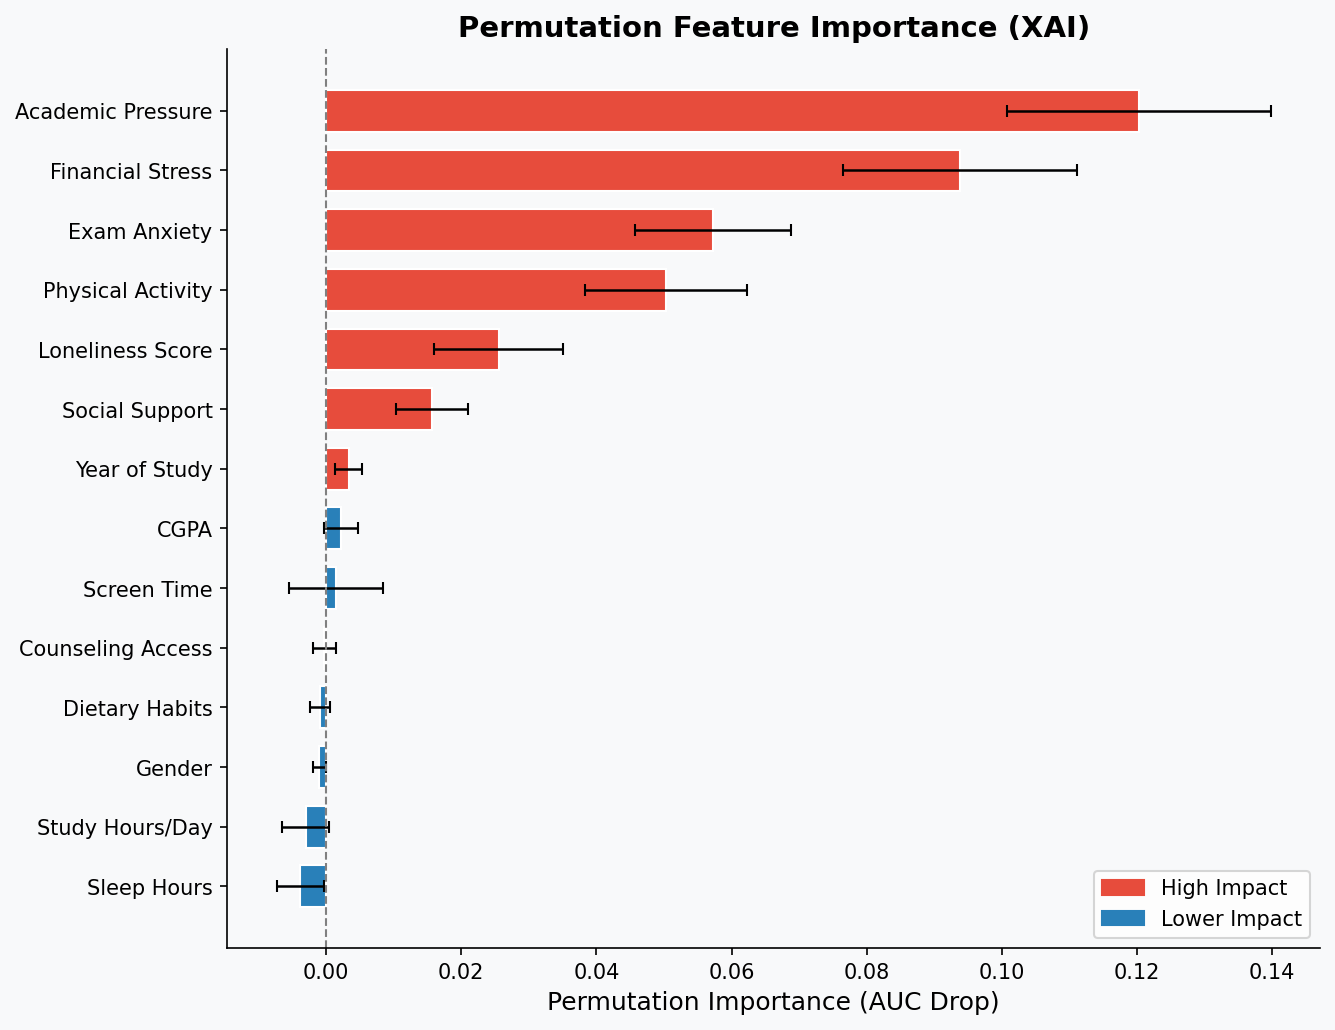 Permutation Feature Importance (XAI)
Academic Pressure
Financial Stress
Exam Anxiety
Physical Activity
Loneliness Score
Social Support
Year of Study
CGPA
Screen Time
Counseling Access
Dietary Habits
Gender
Study Hours/Day
Sleep Hours
High Impact
Lower Impact
0.00 0.02 0.04 0.06 0.08 0.10 0.12 0.14
Permutation Importance (AUC Drop)